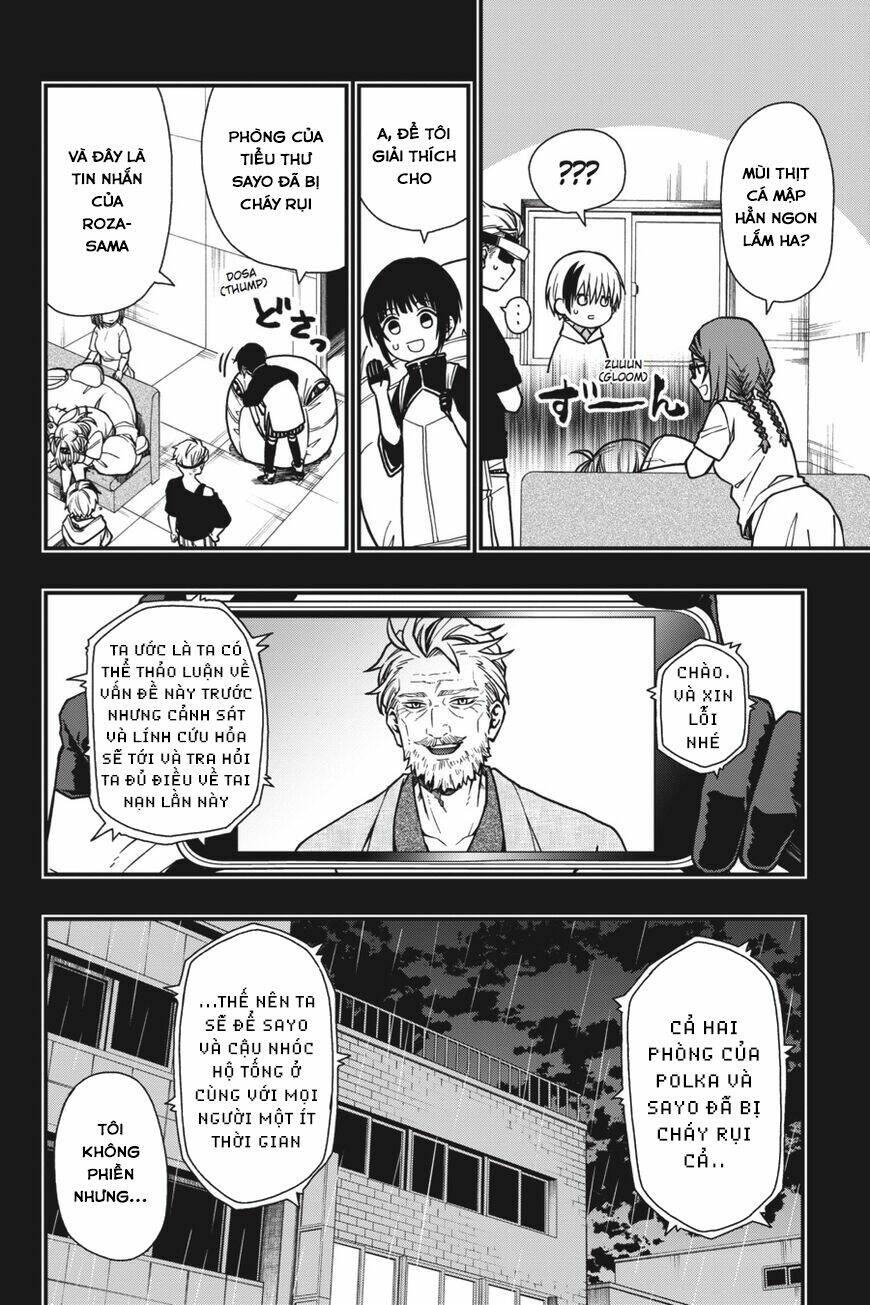 MÙI THỊT
CÁ MẬP
HẲN NGON
LẮM HA?
???
...
ZUUUN
(GLOOM)
ずーん
A, ĐỂ TÔI
GIẢI THÍCH
CHO
PHÒNG CỦA
TIỂU THƯ
SAYO ĐÃ BỊ
CHÁY RỤI
DOSA
(THUMP)
どさっ
VÀ ĐÂY LÀ
TIN NHẮN
CỦA
ROZA-
SAMA
CHÀO.
VÀ XIN
LỖI
NHÉ
TA ƯỚC LÀ TA CÓ
THỂ THẢO LUẬN VỀ
VẤN ĐỀ NÀY TRƯỚC
NHƯNG CẢNH SÁT
VÀ LÍNH CỨU HỎA
SẼ TỚI VÀ TRA HỎI
TA ĐỦ ĐIỀU VỀ TAI
NẠN LẦN NÀY
CẢ HAI
PHÒNG CỦA
POLKA VÀ
SAYO ĐÃ BỊ
CHÁY RỤI
CẢ..
...THẾ NÊN TA
SẼ ĐỂ SAYO
VÀ CẬU NHÓC
HỘ TỐNG Ở
CÙNG VỚI MỌI
NGƯỜI MỘT ÍT
THỜI GIAN
TÔI
KHÔNG
PHIỀN
NHƯNG...